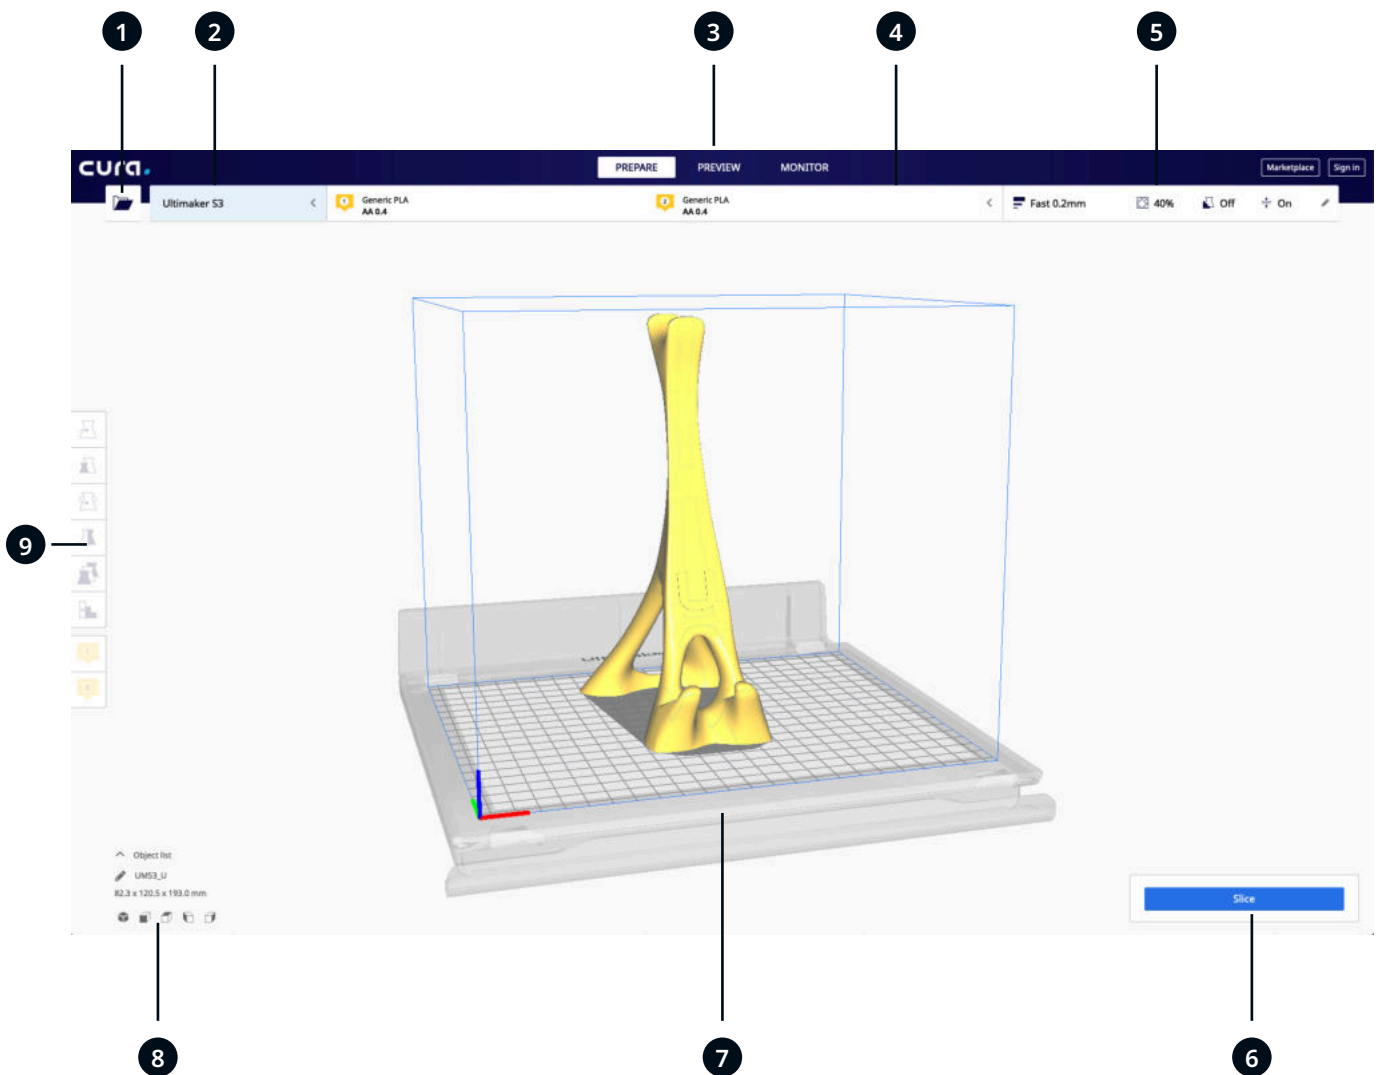 1 2 3 4 5
cura.
PREPARE PREVIEW MONITOR
Marketplace Sign in
Ultimaker S3
1 Generic PLA
AA 0.4
2 Generic PLA
AA 0.4
Fast 0.2mm 40% Off On
9
Object list
UMS3_U
82.3 x 120.5 x 193.0 mm
Slice
8 7 6